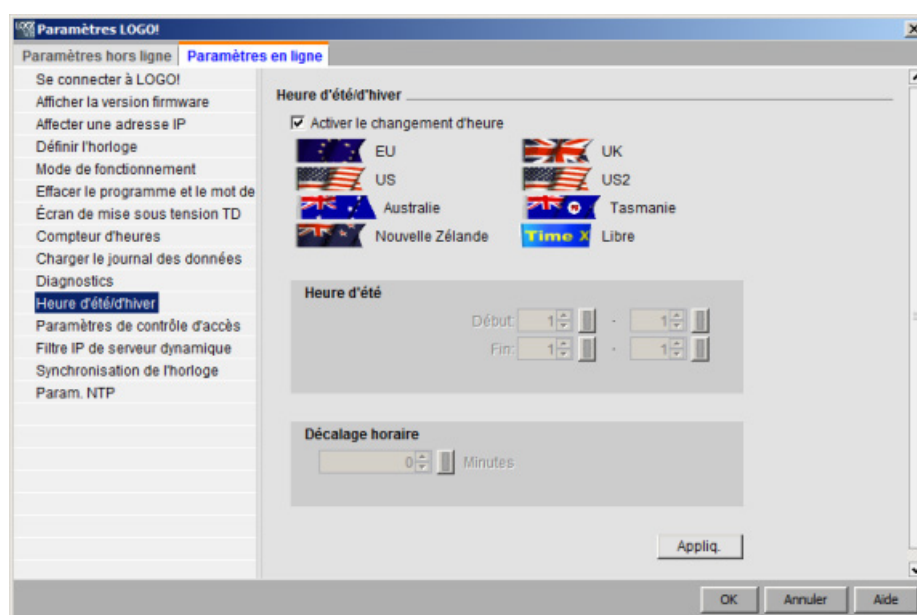 Paramètres LOGO!
Paramètres hors ligne
Paramètres en ligne
Se connecter à LOGO!
Afficher la version firmware
Affecter une adresse IP
Définir l'horloge
Mode de fonctionnement
Effacer le programme et le mot de
Écran de mise sous tension TD
Compteur d'heures
Charger le journal des données
Diagnostics
Heure d'été/d'hiver
Paramètres de contrôle d'accès
Filtre IP de serveur dynamique
Synchronisation de l'horloge
Param. NTP
Heure d'été/d'hiver
Activer le changement d'heure
EU
UK
US
US2
Australie
Tasmanie
Nouvelle Zélande
Time X Libre
Heure d'été
Début: 1 - 1
Fin: 1 - 1
Décalage horaire
0 Minutes
Appliq.
OK
Annuler
Aide